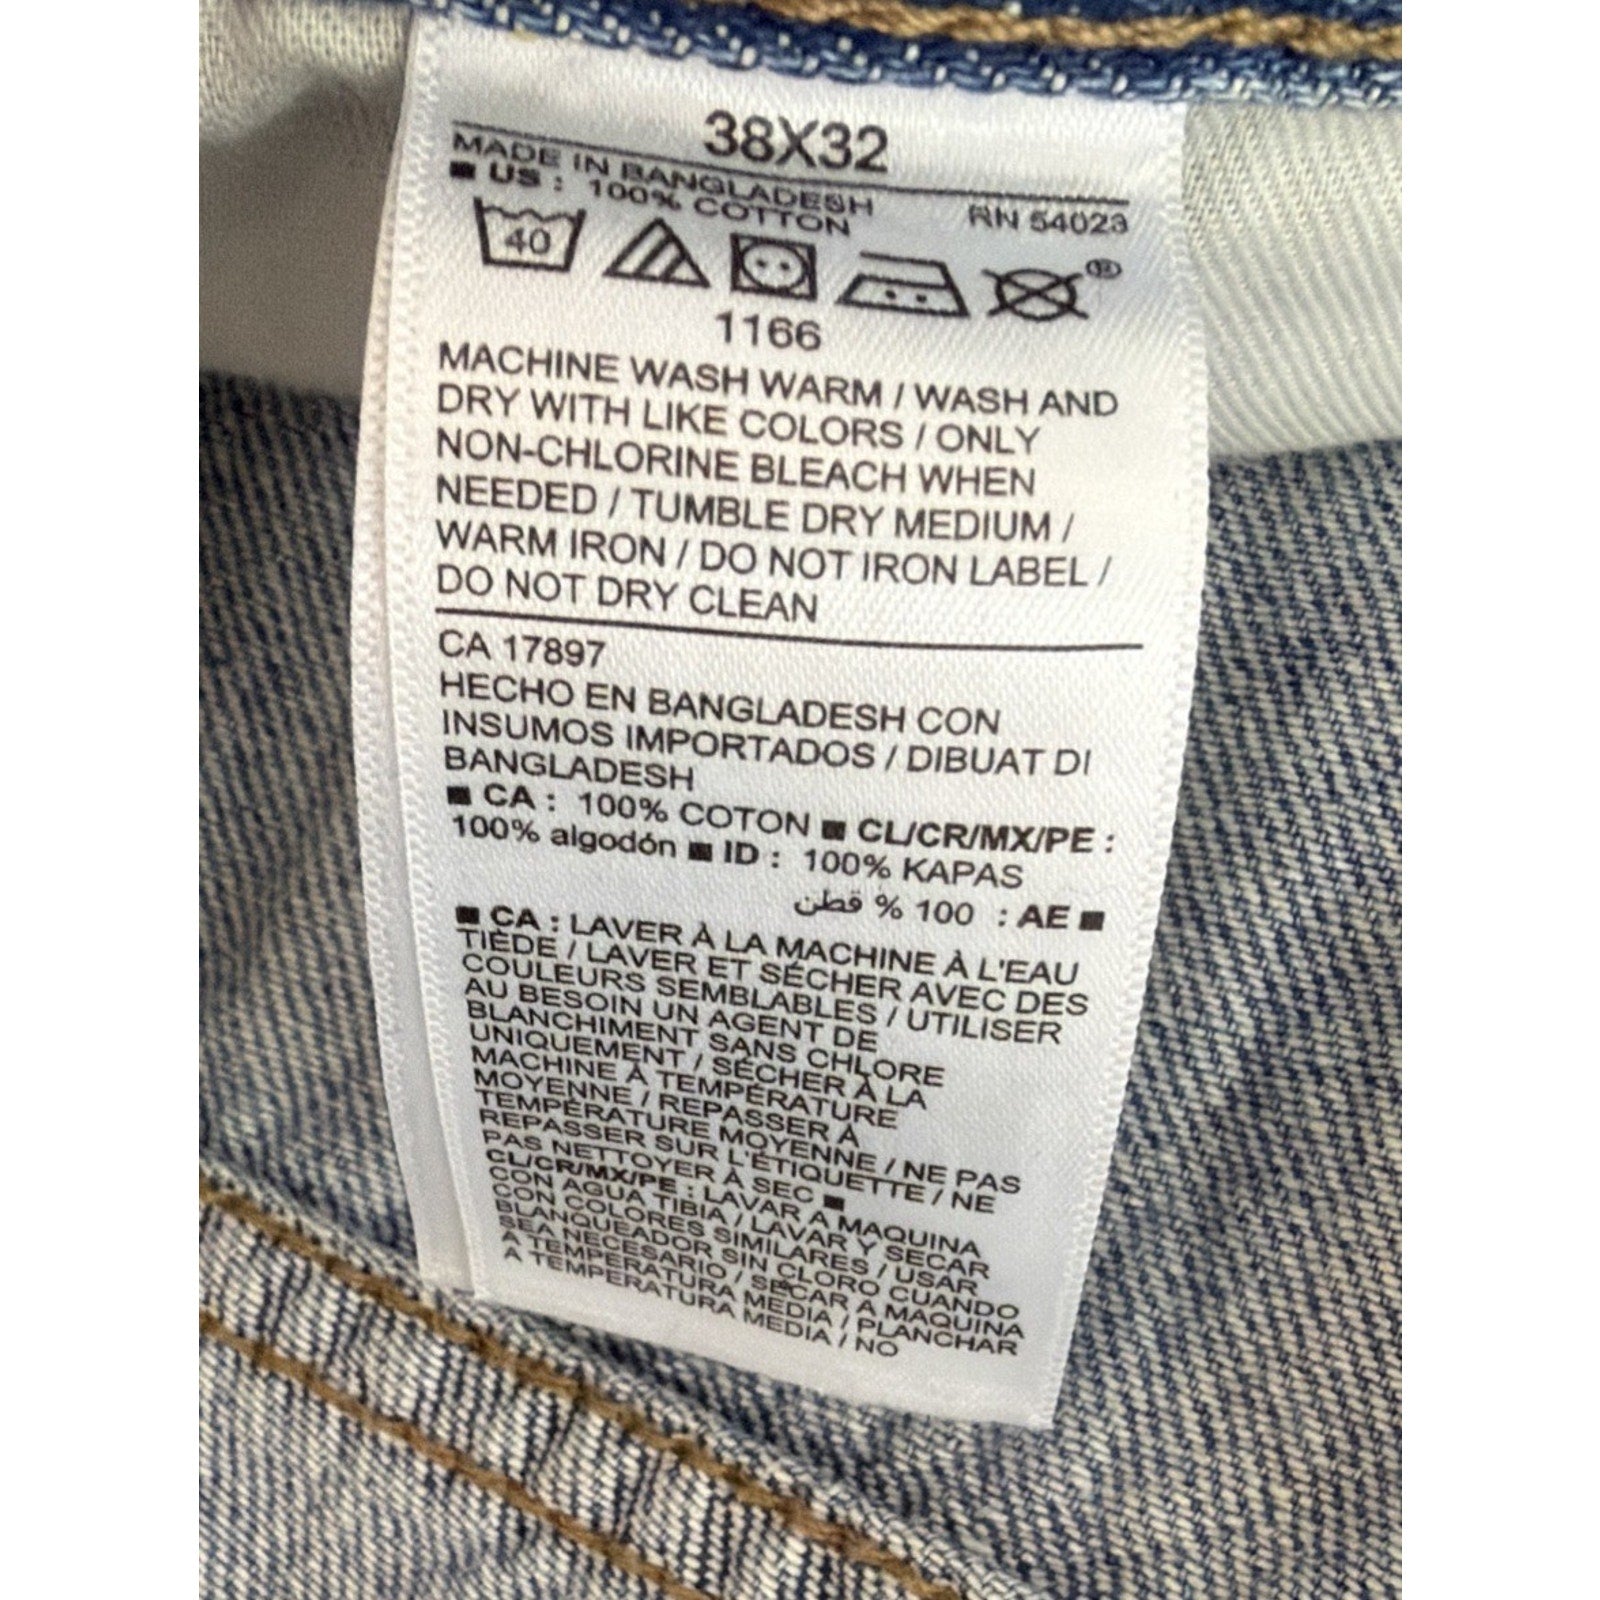 38X32
MADE IN BANGLADESH RN 54023
■ US : 100% COTTON
40
®
1166
MACHINE WASH WARM / WASH AND
DRY WITH LIKE COLORS / ONLY
NON-CHLORINE BLEACH WHEN
NEEDED / TUMBLE DRY MEDIUM /
WARM IRON / DO NOT IRON LABEL /
DO NOT DRY CLEAN
CA 17897
HECHO EN BANGLADESH CON
INSUMOS IMPORTADOS / DIBUAT DI
BANGLADESH
■ CA : 100% COTON ■ CL/CR/MX/PE :
100% algodón ■ ID : 100% KAPAS
■ AE : 100 % قطن
■ CA : LAVER À LA MACHINE À L'EAU
TIÈDE / LAVER ET SÉCHER AVEC DES
COULEURS SEMBLABLES / UTILISER
AU BESOIN UN AGENT DE
BLANCHIMENT SANS CHLORE
UNIQUEMENT / SÉCHER À LA
MACHINE À TEMPÉRATURE
MOYENNE / REPASSER À
TEMPÉRATURE MOYENNE / NE PAS
REPASSER SUR L'ÉTIQUETTE / NE
PAS NETTOYER À SEC ■
CL/CR/MX/PE : LAVAR A MAQUINA
CON AGUA TIBIA / LAVAR Y SECAR
CON COLORES SIMILARES / USAR
BLANQUEADOR SIN CLORO CUANDO
SEA NECESARIO / SECAR A MAQUINA
A TEMPERATURA MEDIA / PLANCHAR
A TEMPERATURA MEDIA / NO